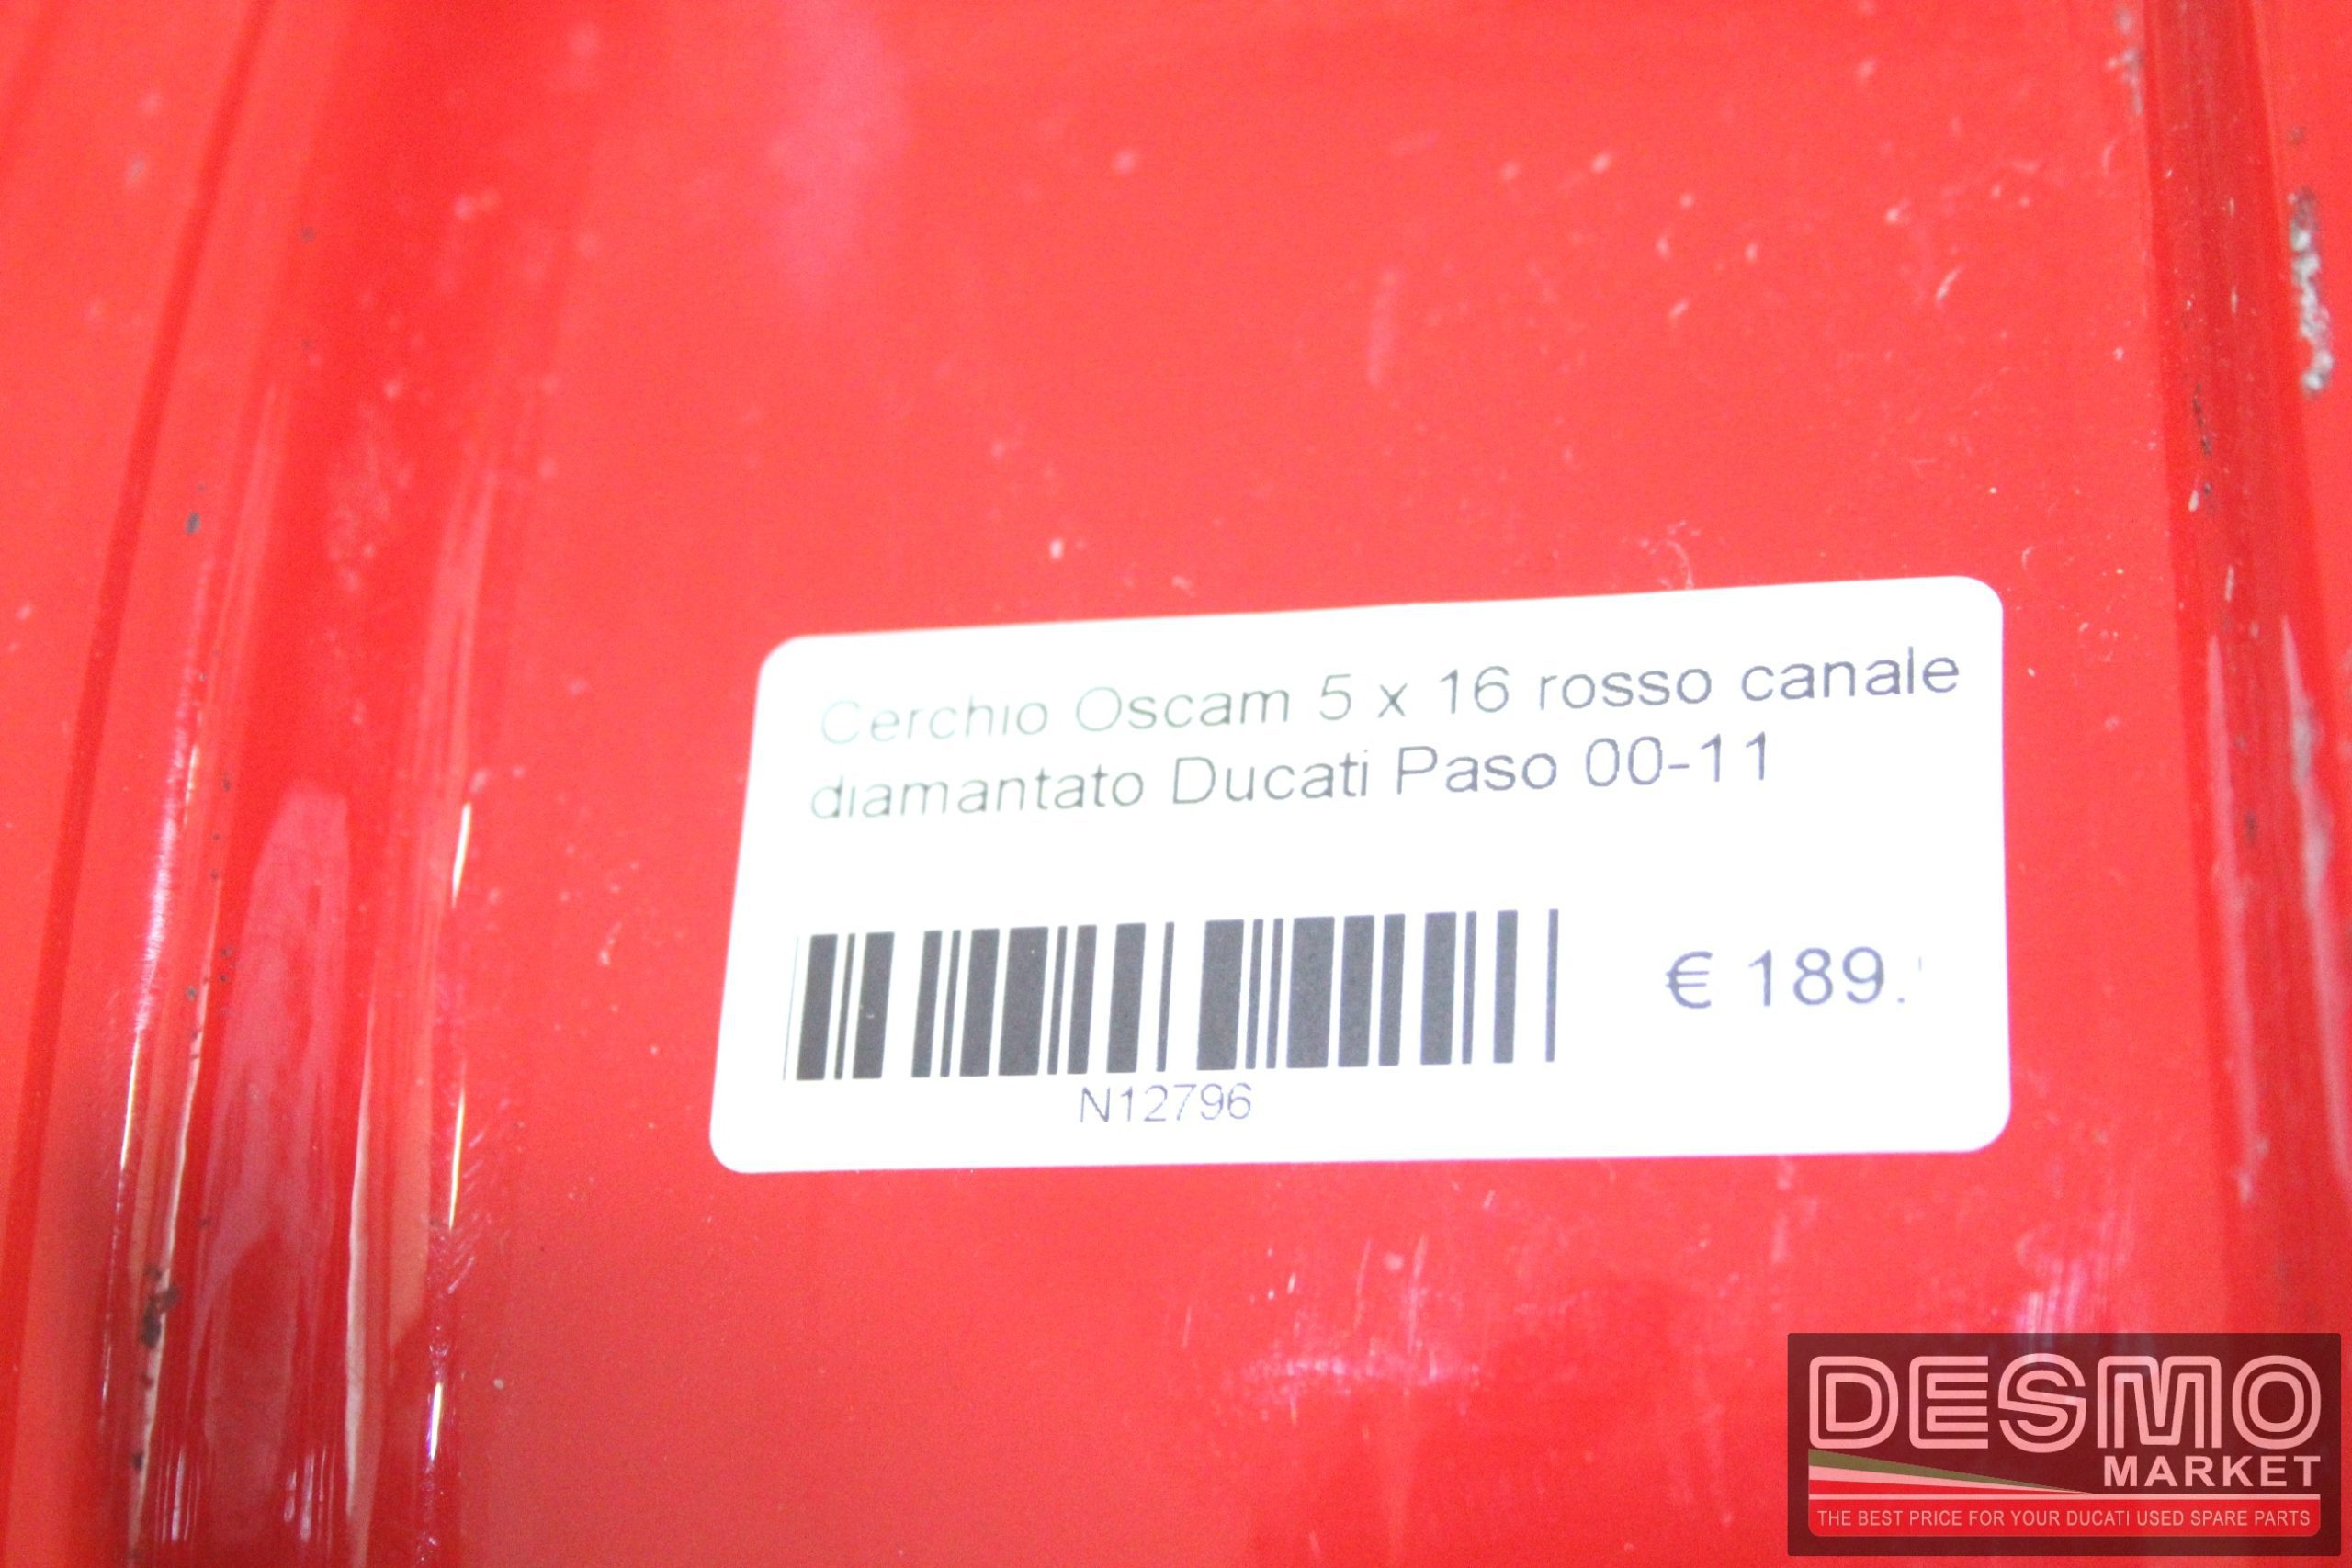 Cerchio Oscam 5 x 16 rosso canale
diamantato Ducati Paso 00-11
€ 189.
N12796
DESMO
MARKET
THE BEST PRICE FOR YOUR DUCATI USED SPARE PARTS